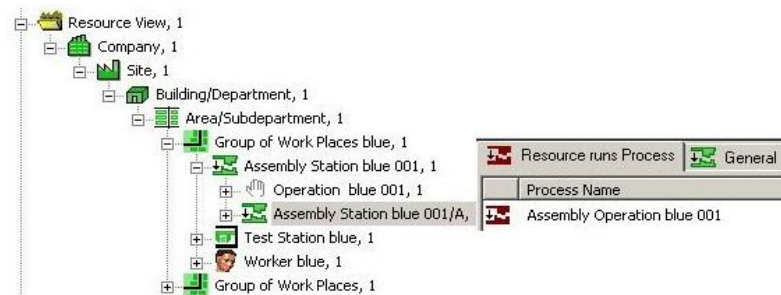 Resource View, 1
Company, 1
Site, 1
Building/Department, 1
Area/Subdepartment, 1
Group of Work Places blue, 1
Assembly Station blue 001, 1
Operation blue 001, 1
Assembly Station blue 001/A,
Test Station blue, 1
Worker blue, 1
Group of Work Places, 1
Resource runs Process General
Process Name
Assembly Operation blue 001